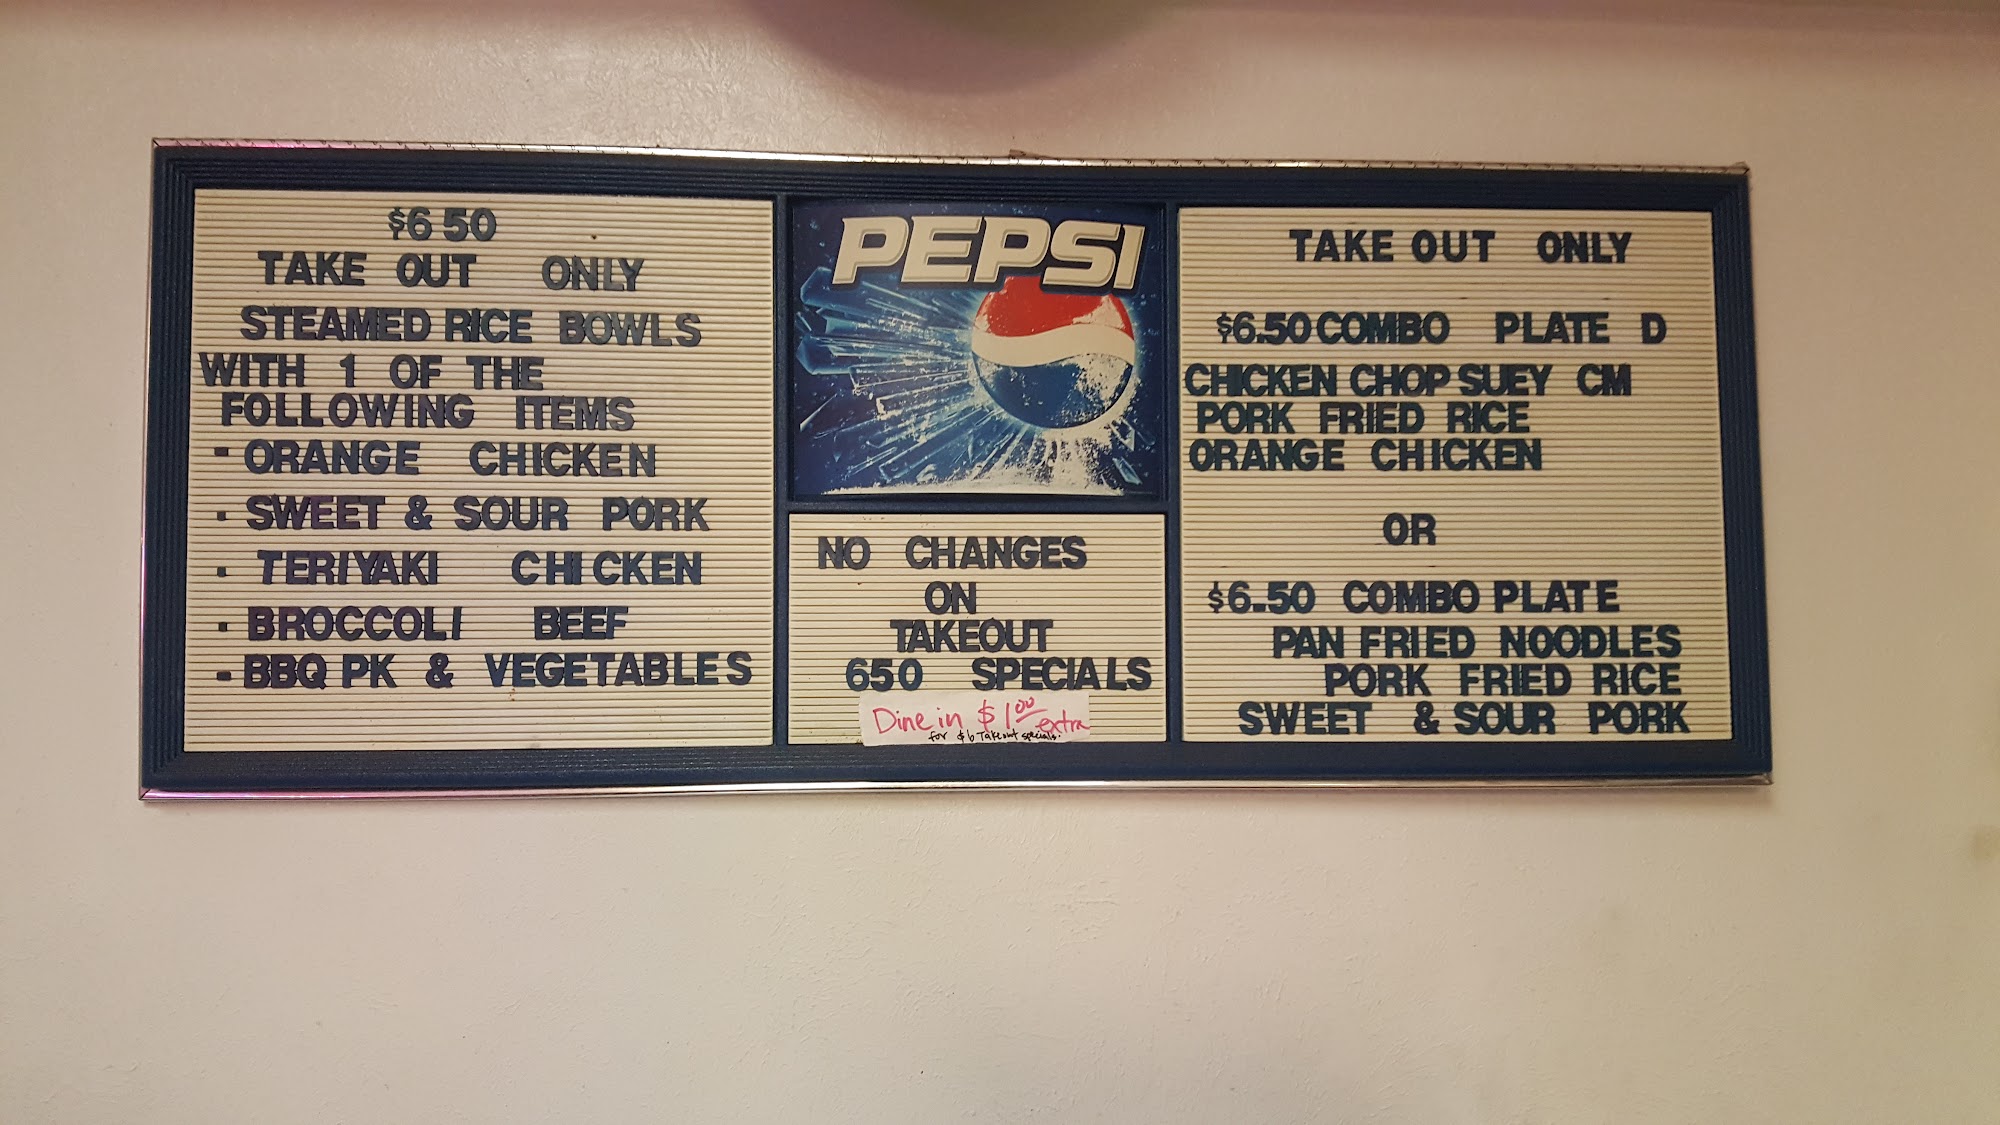 $6 50
TAKE OUT ONLY
STEAMED RICE BOWLS
WITH 1 OF THE
FOLLOWING ITEMS
- ORANGE CHICKEN
· SWEET & SOUR PORK
· TERIYAKI CHICKEN
· BROCCOLI BEEF
- BBQ PK & VEGETABLES
PEPSI
NO CHANGES
ON
TAKEOUT
650 SPECIALS
Dine in $1.00 extra
for $6 Takeout specials.
TAKE OUT ONLY
$6.50 COMBO PLATE D
CHICKEN CHOP SUEY CM
PORK FRIED RICE
ORANGE CHICKEN
OR
$6.50 COMBO PLATE
PAN FRIED NOODLES
PORK FRIED RICE
SWEET & SOUR PORK